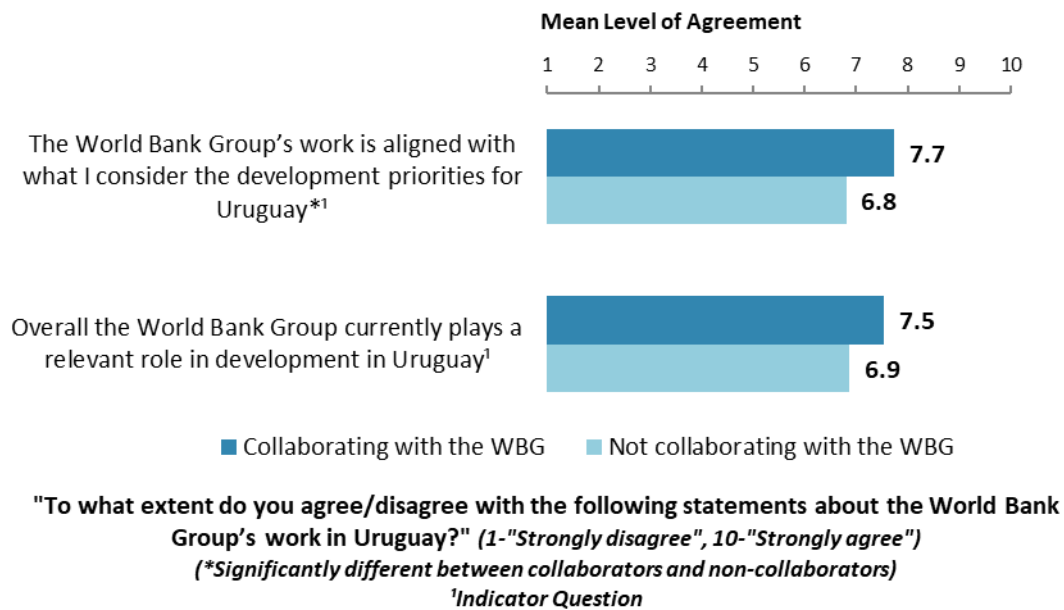 Mean Level of Agreement
1 2 3 4 5 6 7 8 9 10
The World Bank Group’s work is aligned with
what I consider the development priorities for
Uruguay*¹
7.7
6.8
Overall the World Bank Group currently plays a
relevant role in development in Uruguay¹
7.5
6.9
Collaborating with the WBG Not collaborating with the WBG
"To what extent do you agree/disagree with the following statements about the World Bank
Group’s work in Uruguay?" (1-"Strongly disagree", 10-"Strongly agree")
(*Significantly different between collaborators and non-collaborators)
¹Indicator Question